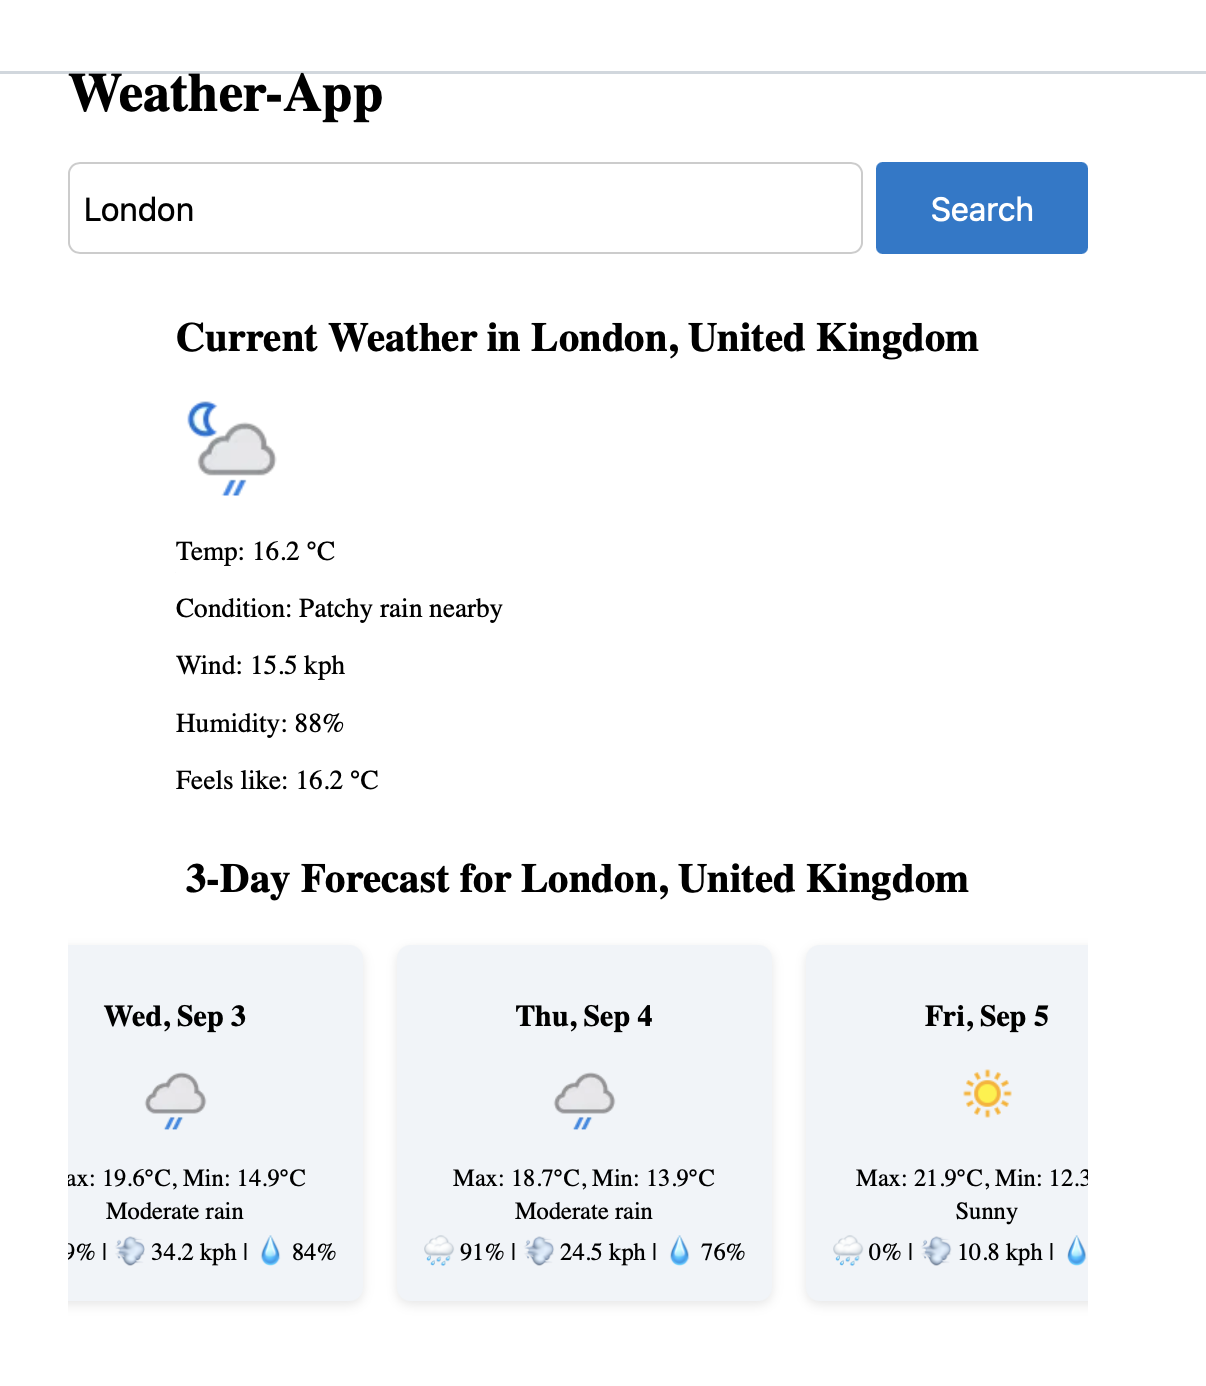 Weather-App
London
Search
Current Weather in London, United Kingdom
Temp: 16.2 °C
Condition: Patchy rain nearby
Wind: 15.5 kph
Humidity: 88%
Feels like: 16.2 °C
3-Day Forecast for London, United Kingdom
Wed, Sep 3
ax: 19.6°C, Min: 14.9°C
Moderate rain
9% | 34.2 kph | 84%
Thu, Sep 4
Max: 18.7°C, Min: 13.9°C
Moderate rain
91% | 24.5 kph | 76%
Fri, Sep 5
Max: 21.9°C, Min: 12.3
Sunny
0% | 10.8 kph |